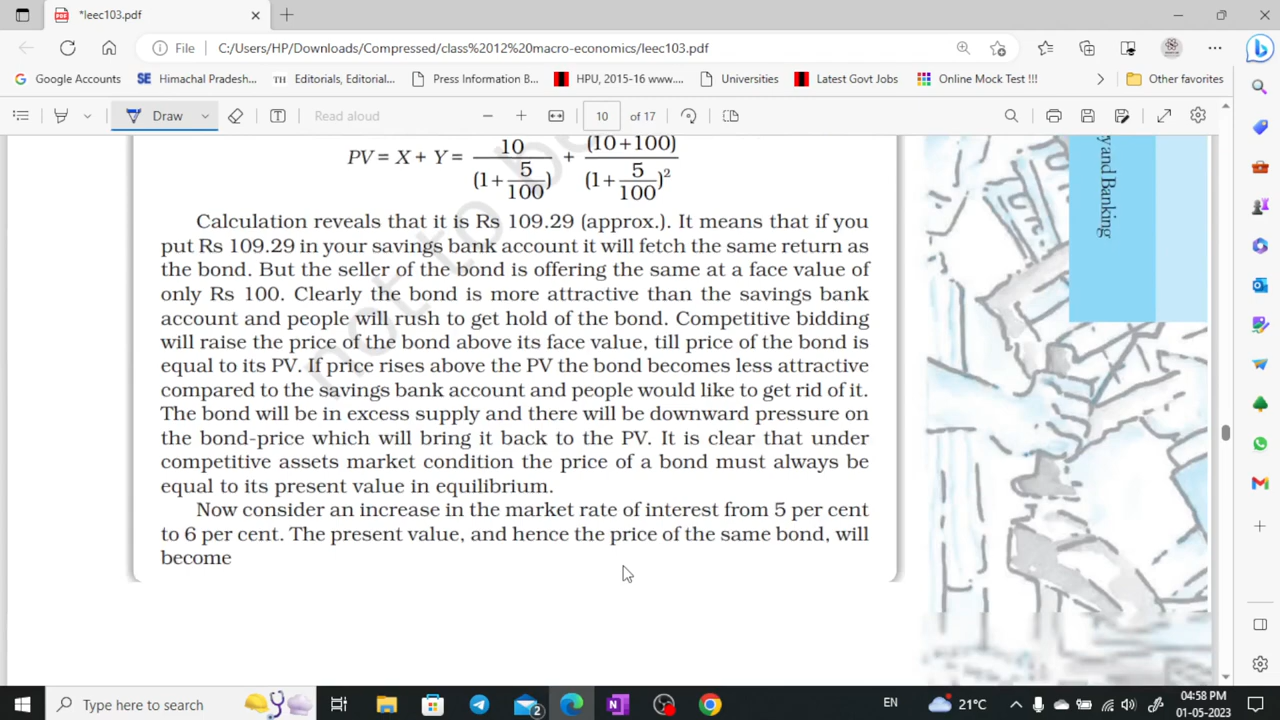 *leec103.pdf
File C:/Users/HP/Downloads/Compressed/class%2012%20macro-economics/leec103.pdf
Google Accounts SE Himachal Pradesh... TH Editorials, Editorial... Press Information B... HPU, 2015-16 www.... Universities Latest Govt Jobs Online Mock Test !!! Other favorites
Draw Read aloud 10 of 17
PV = X + Y = 10 / (1 + 5/100) + (10 + 100) / (1 + 5/100)²
Calculation reveals that it is Rs 109.29 (approx.). It means that if you
put Rs 109.29 in your savings bank account it will fetch the same return as
the bond. But the seller of the bond is offering the same at a face value of
only Rs 100. Clearly the bond is more attractive than the savings bank
account and people will rush to get hold of the bond. Competitive bidding
will raise the price of the bond above its face value, till price of the bond is
equal to its PV. If price rises above the PV the bond becomes less attractive
compared to the savings bank account and people would like to get rid of it.
The bond will be in excess supply and there will be downward pressure on
the bond-price which will bring it back to the PV. It is clear that under
competitive assets market condition the price of a bond must always be
equal to its present value in equilibrium.
Now consider an increase in the market rate of interest from 5 per cent
to 6 per cent. The present value, and hence the price of the same bond, will
become
y and Banking
not to be
Type here to search 2 21°C EN 04:58 PM
01-05-2023